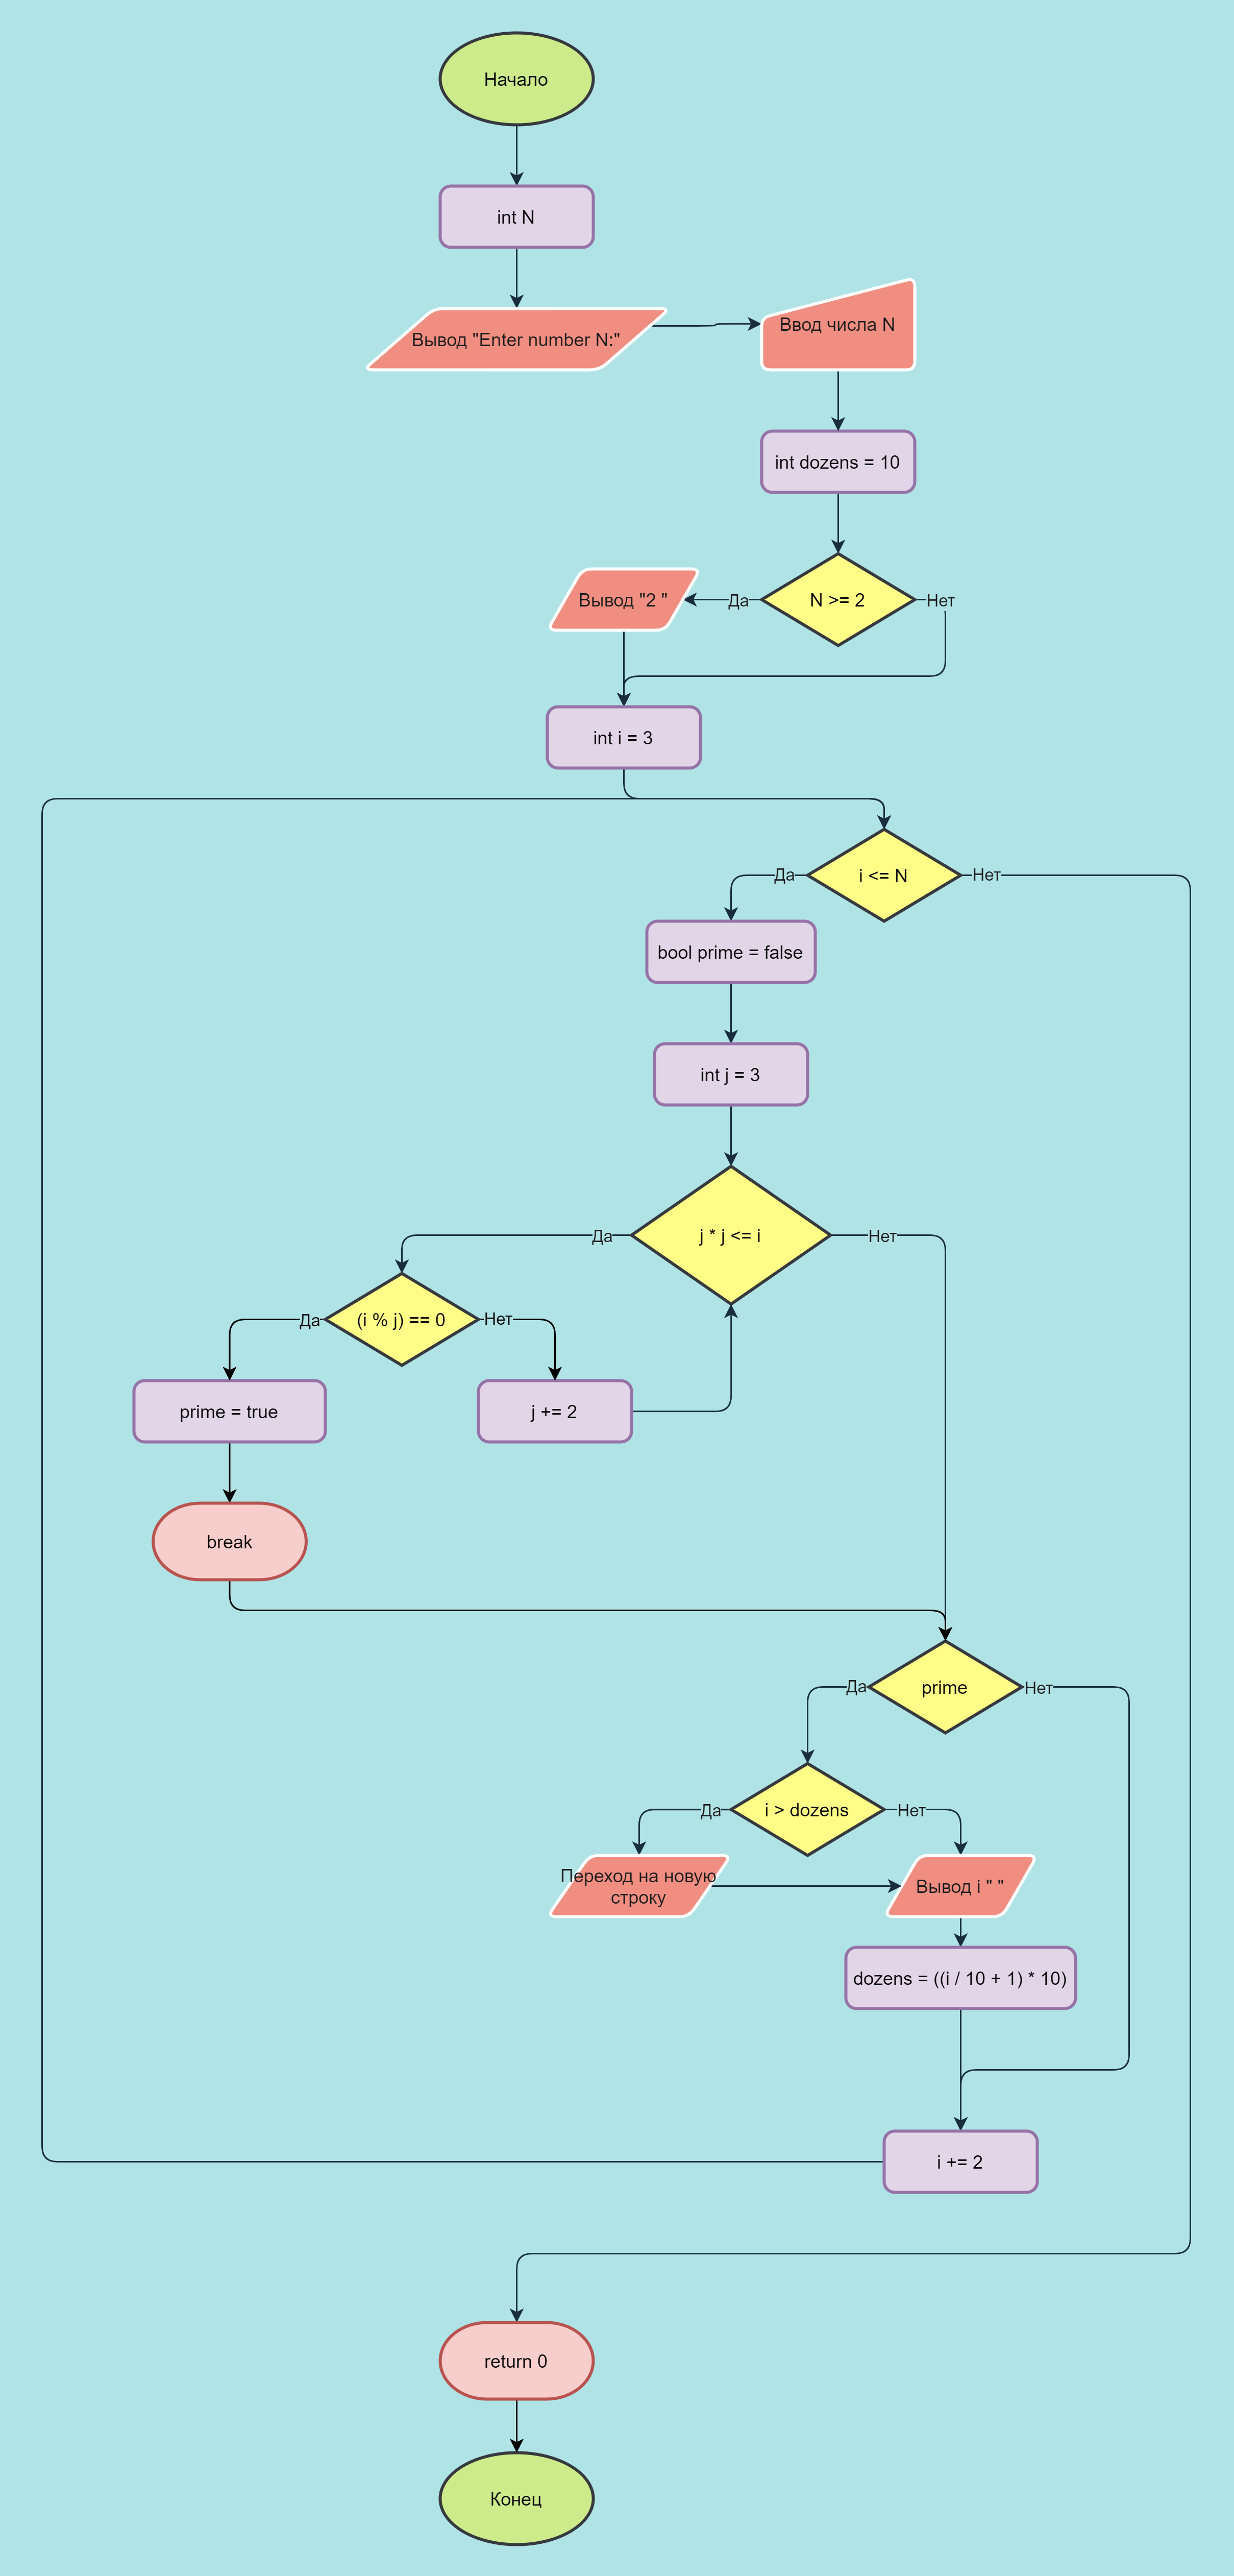 Начало
int N
Вывод "Enter number N:"
Ввод числа N
int dozens = 10
N >= 2
Да
Нет
Вывод "2 "
int i = 3
i <= N
Да
Нет
bool prime = false
int j = 3
j * j <= i
Да
Нет
(i % j) == 0
Да
Нет
prime = true
j += 2
break
prime
Да
Нет
i > dozens
Да
Нет
Переход на новую
строку
Вывод i " "
dozens = ((i / 10 + 1) * 10)
i += 2
return 0
Конец